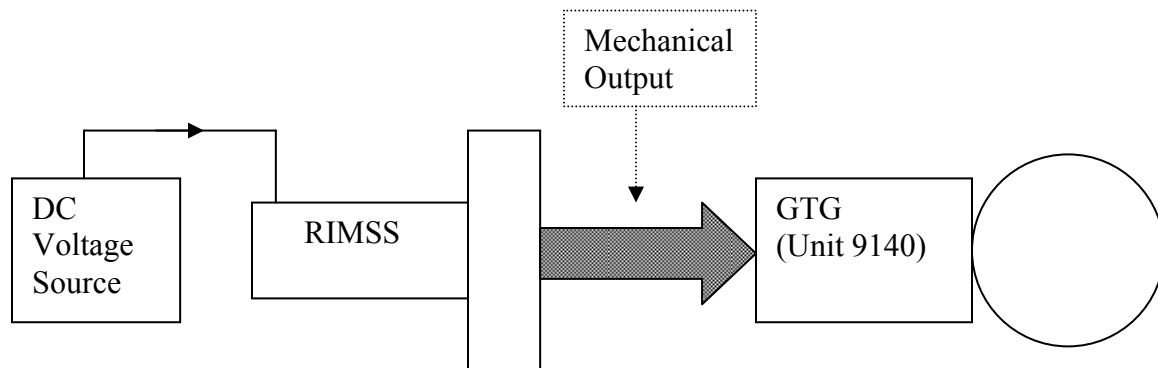 Mechanical
Output
DC
Voltage
Source
RIMSS
GTG
(Unit 9140)